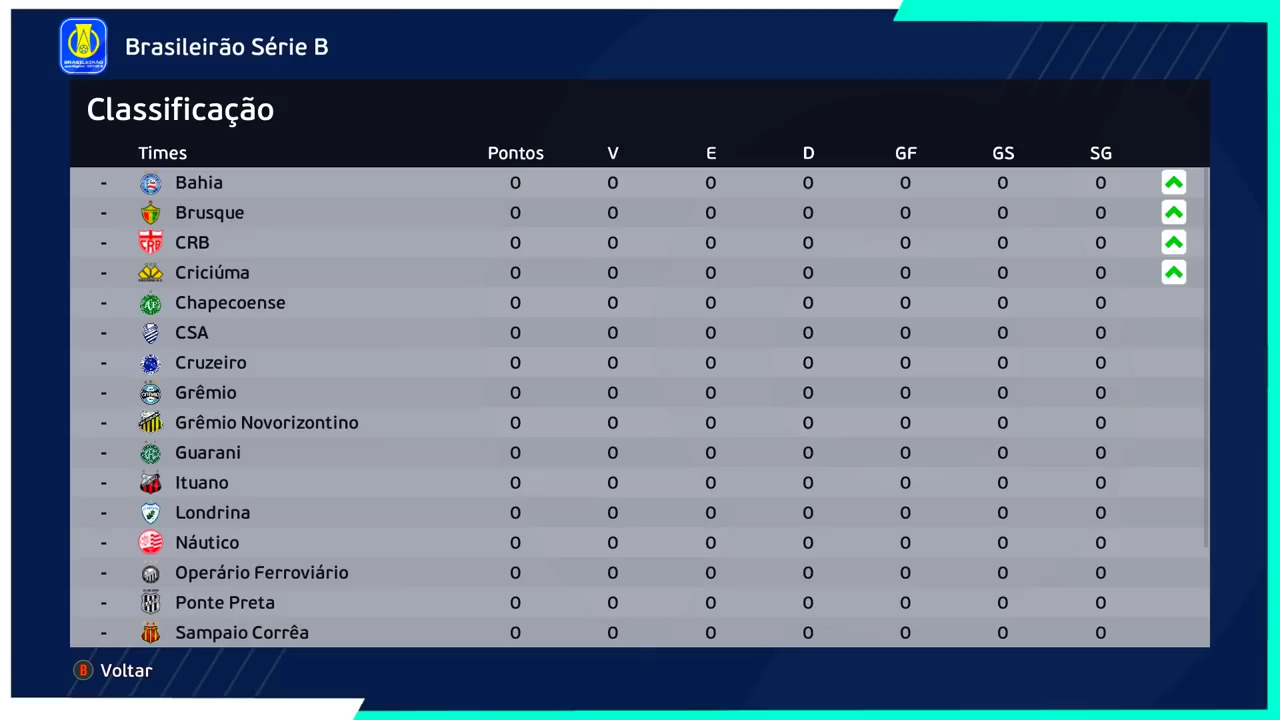 Brasileirão Série B
Classificação
Times Pontos V E D GF GS SG
- Bahia 0 0 0 0 0 0 0
- Brusque 0 0 0 0 0 0 0
- CRB 0 0 0 0 0 0 0
- Criciúma 0 0 0 0 0 0 0
- Chapecoense 0 0 0 0 0 0 0
- CSA 0 0 0 0 0 0 0
- Cruzeiro 0 0 0 0 0 0 0
- Grêmio 0 0 0 0 0 0 0
- Grêmio Novorizontino 0 0 0 0 0 0 0
- Guarani 0 0 0 0 0 0 0
- Ituano 0 0 0 0 0 0 0
- Londrina 0 0 0 0 0 0 0
- Náutico 0 0 0 0 0 0 0
- Operário Ferroviário 0 0 0 0 0 0 0
- Ponte Preta 0 0 0 0 0 0 0
- Sampaio Corrêa 0 0 0 0 0 0 0
B Voltar